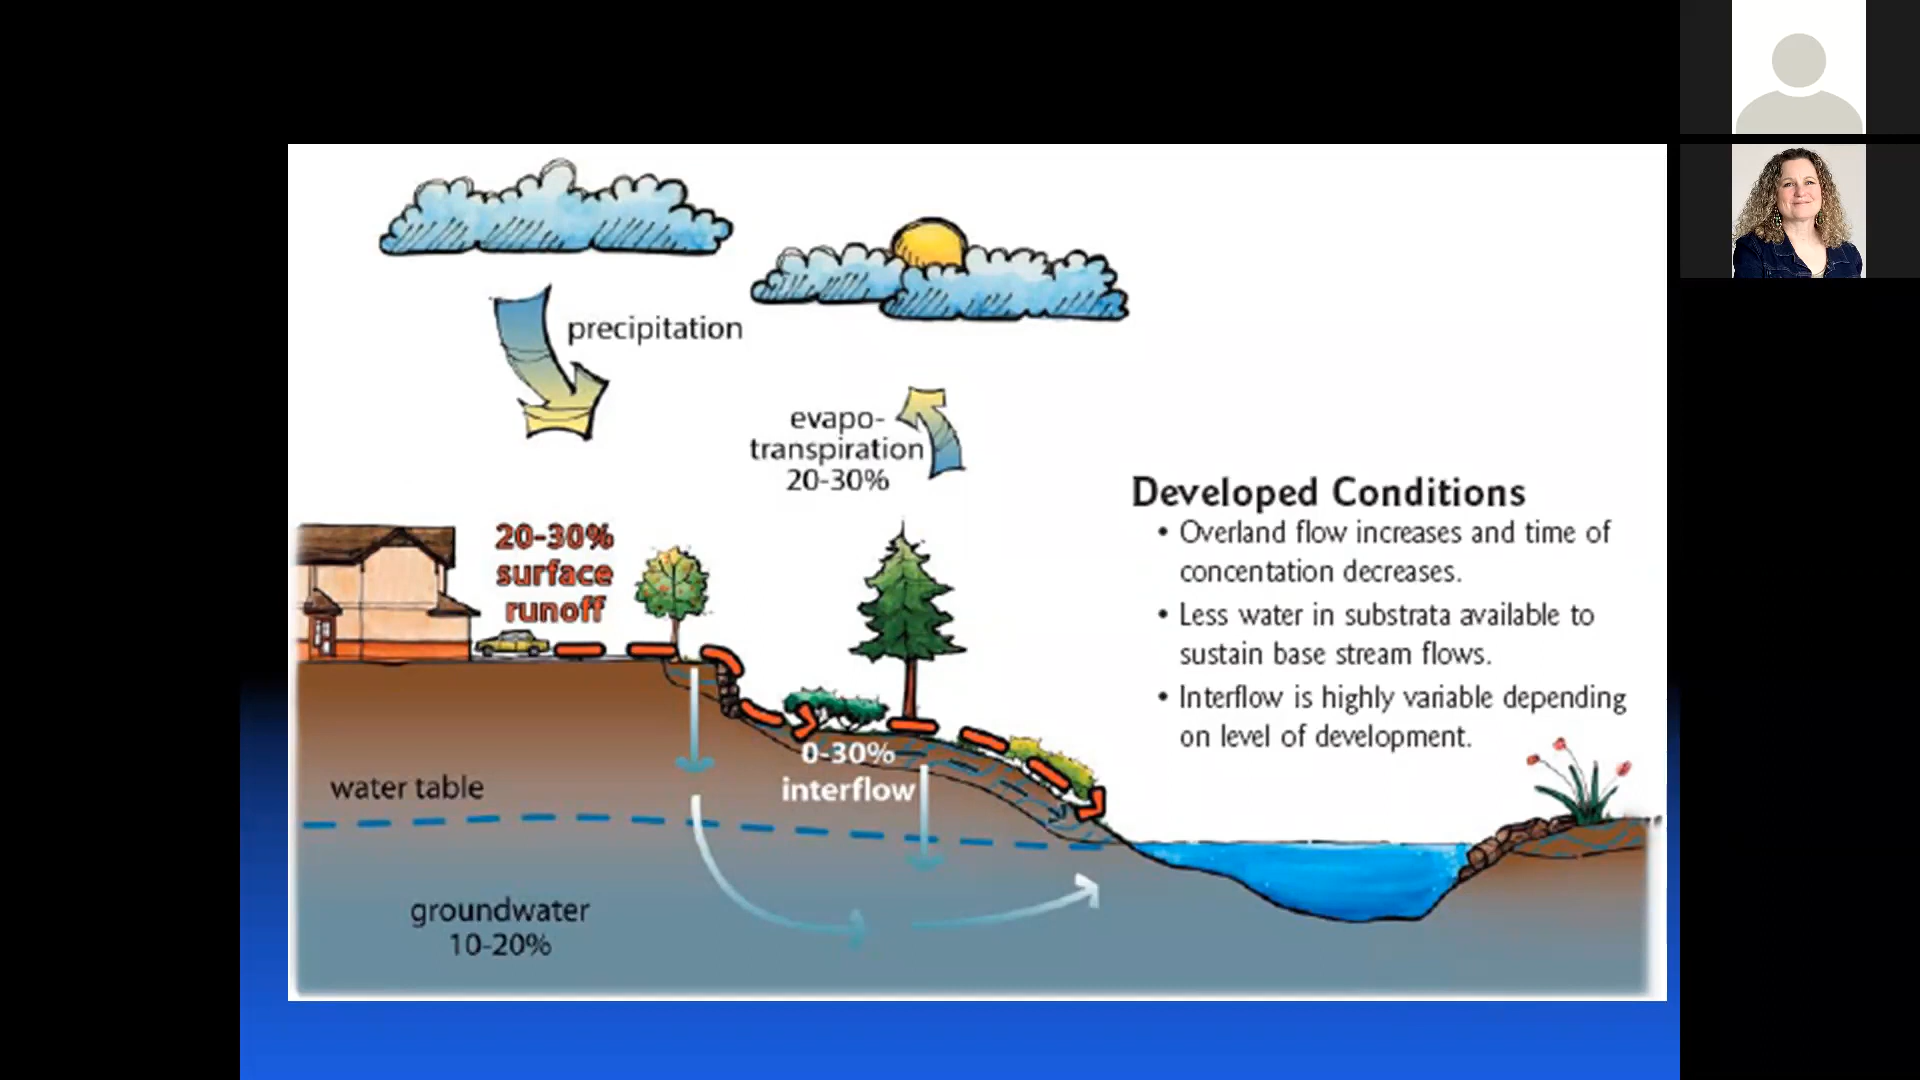 precipitation
evapo-
transpiration
20-30%
20-30%
surface
runoff
Developed Conditions
• Overland flow increases and time of
concentration decreases.
• Less water in substrata available to
sustain base stream flows.
• Interflow is highly variable depending
on level of development.
0-30%
interflow
water table
groundwater
10-20%